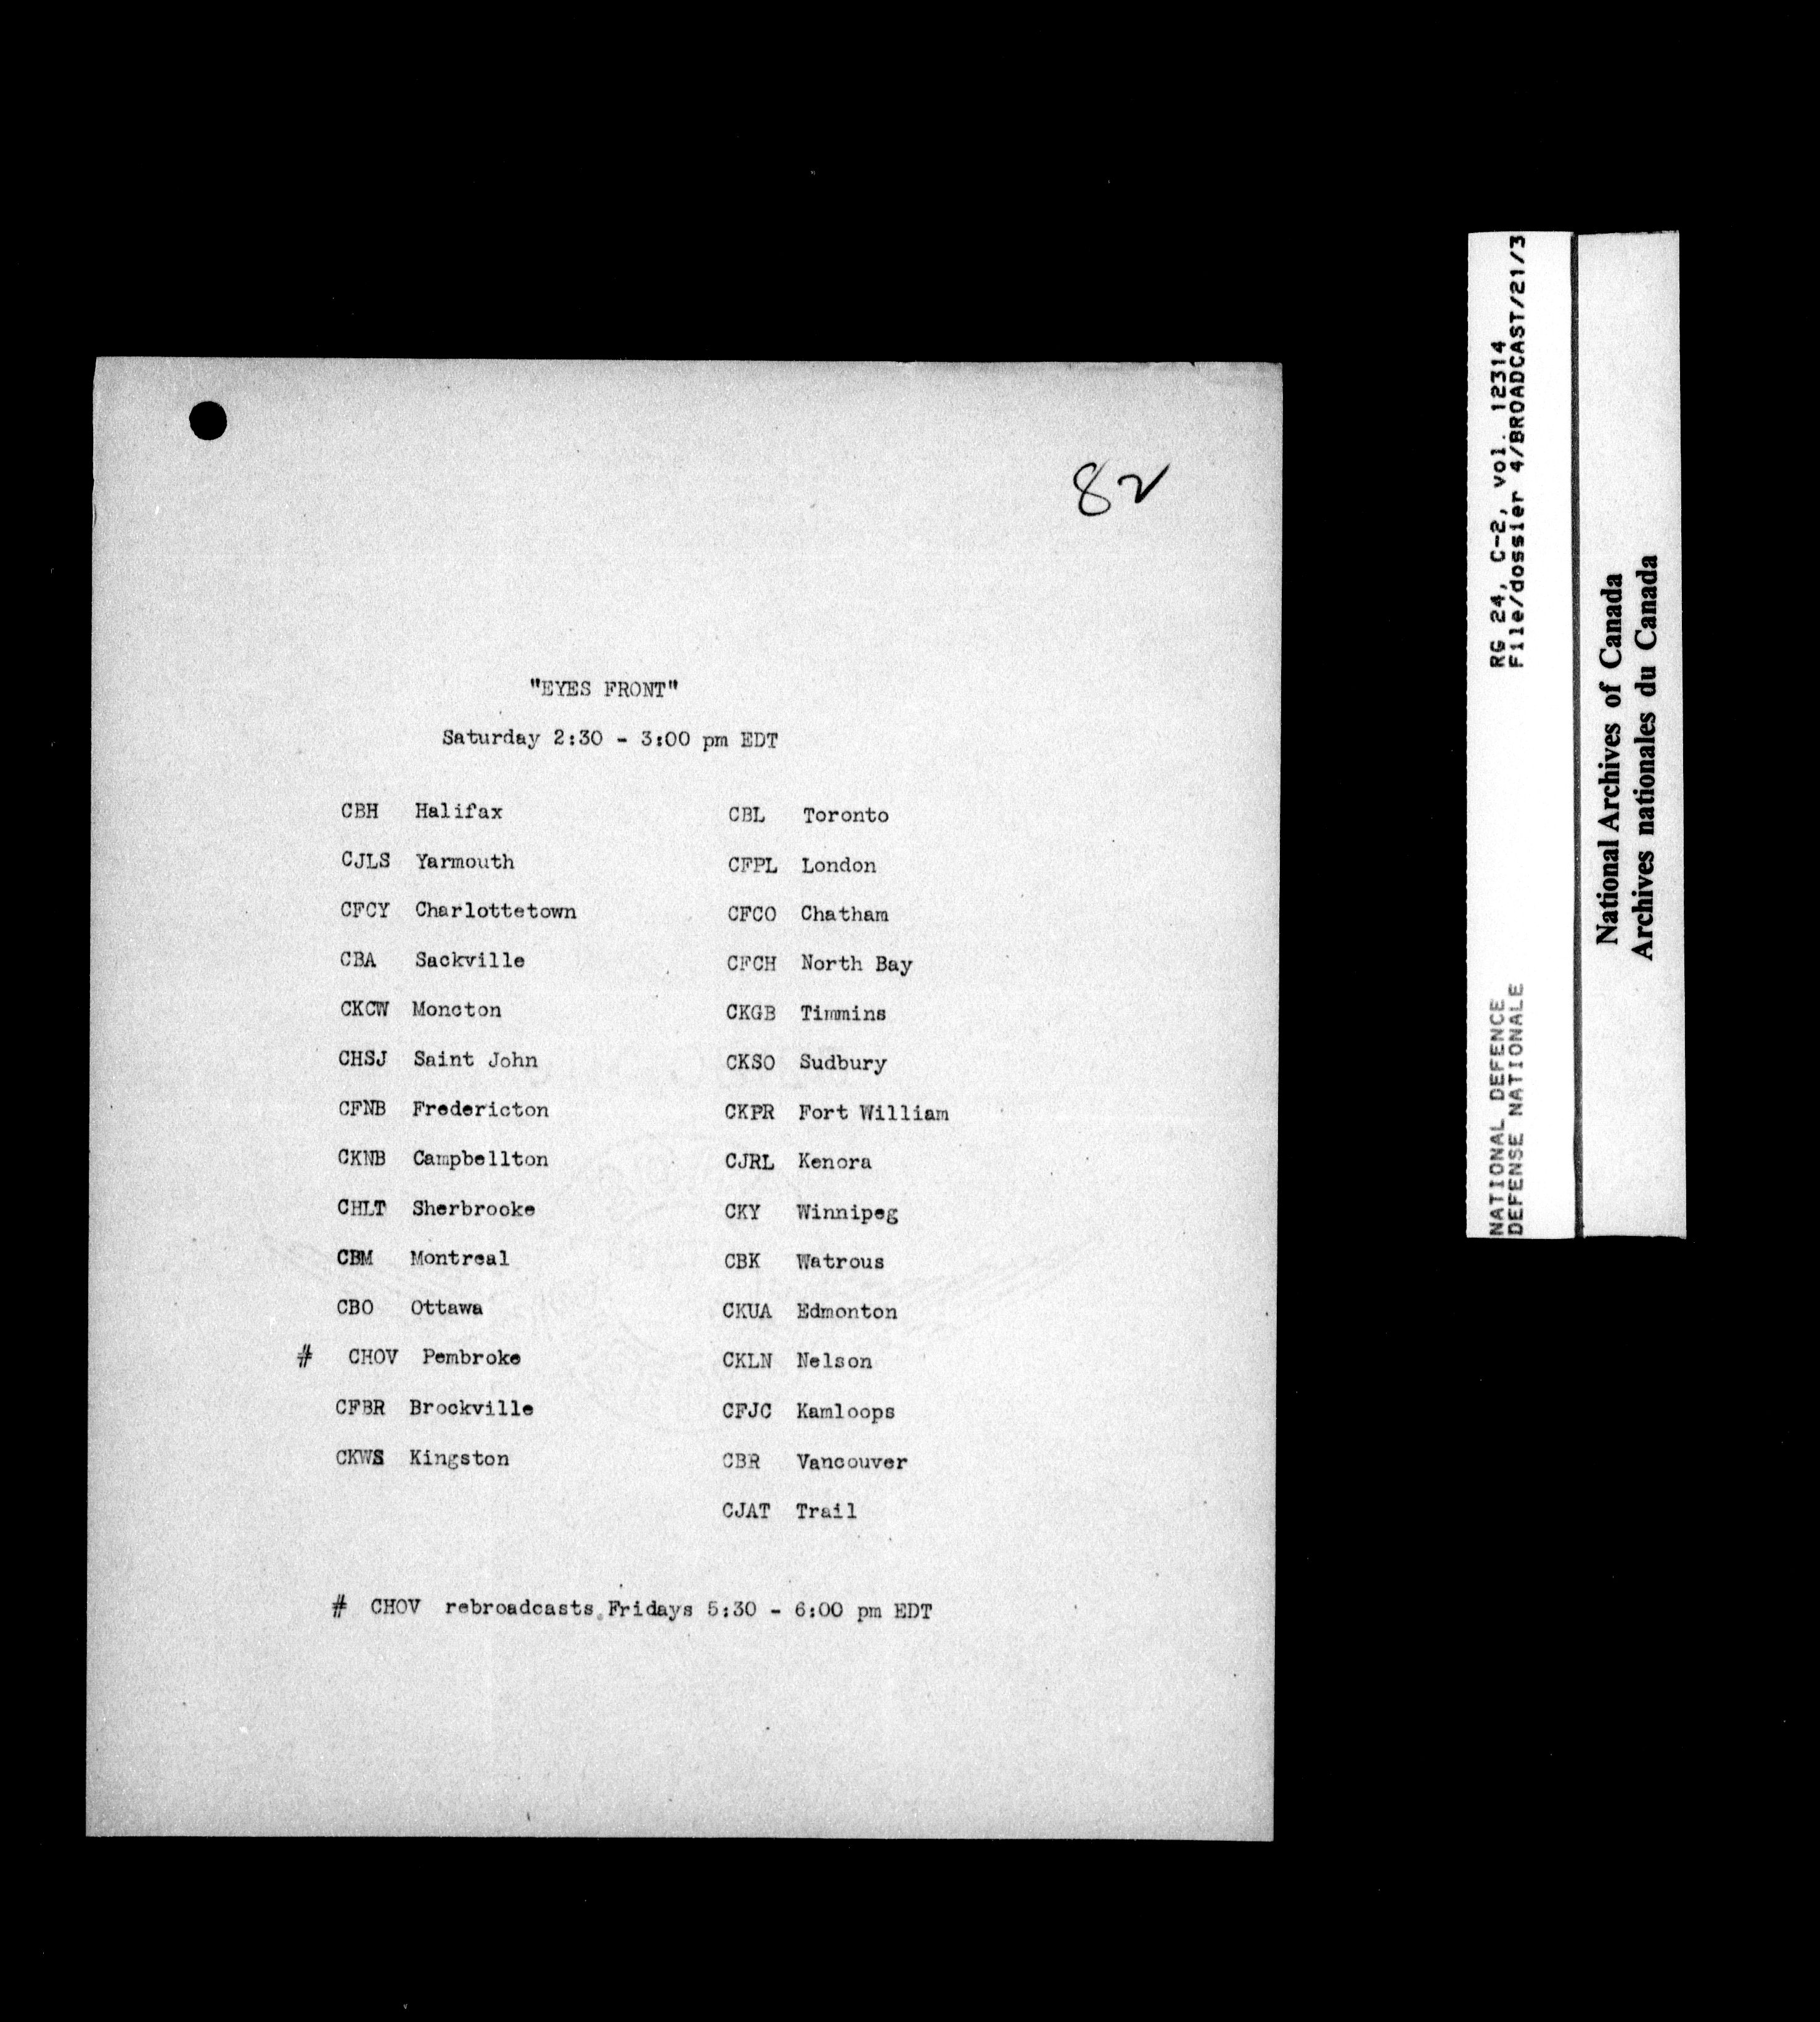 82
"EYES FRONT"
Saturday 2:30 - 3:00 pm EDT
CBH Halifax
CJLS Yarmouth
CFCY Charlottetown
CBA Sackville
CKCW Moncton
CHSJ Saint John
CFNB Fredericton
CKNB Campbellton
CHLT Sherbrooke
CBM Montreal
CBO Ottawa
# CHOV Pembroke
CFBR Brockville
CKWS Kingston
CBL Toronto
CFPL London
CFCO Chatham
CFCH North Bay
CKGB Timmins
CKSO Sudbury
CKPR Fort William
CJRL Kenora
CKY Winnipeg
CBK Watrous
CKUA Edmonton
CKLN Nelson
CFJC Kamloops
CBR Vancouver
CJAT Trail
# CHOV rebroadcasts Fridays 5:30 - 6:00 pm EDT
RG 24, C-2, vol. 12314
File/dossier 4/BROADCAST/21/3
NATIONAL DEFENCE
DEFENSE NATIONALE
National Archives of Canada
Archives nationales du Canada